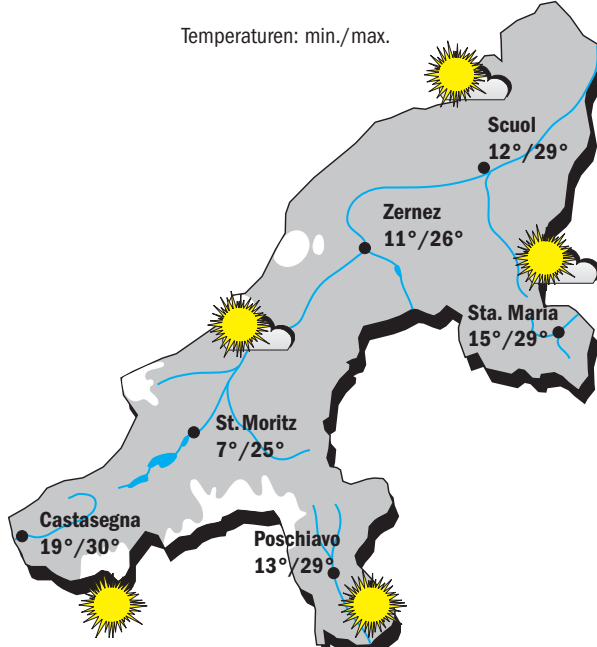 Temperaturen: min./max.
Scuol
12°/29°
Zernez
11°/26°
Sta. Maria
15°/29°
St. Moritz
7°/25°
Castasegna
19°/30°
Poschiavo
13°/29°